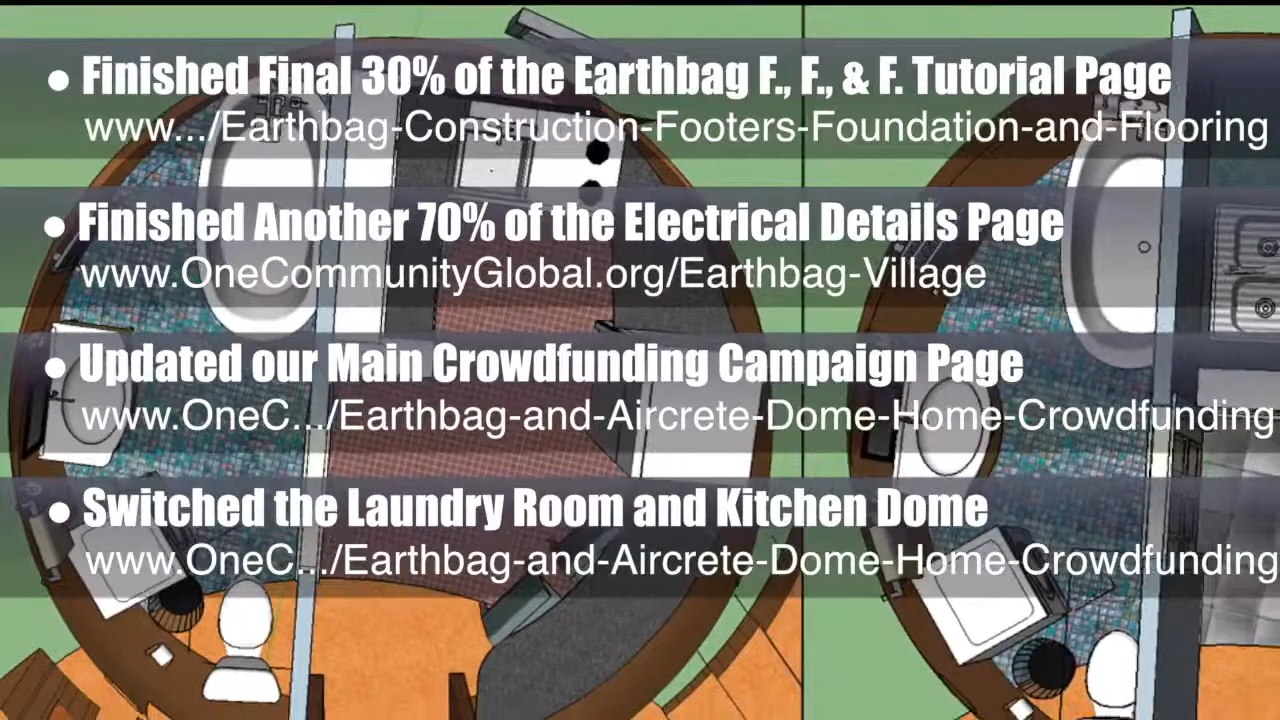 • Finished Final 30% of the Earthbag F., F., & F. Tutorial Page
www.../Earthbag-Construction-Footers-Foundation-and-Flooring
• Finished Another 70% of the Electrical Details Page
www.OneCommunityGlobal.org/Earthbag-Village
• Updated our Main Crowdfunding Campaign Page
www.OneC.../Earthbag-and-Aircrete-Dome-Home-Crowdfunding
• Switched the Laundry Room and Kitchen Dome
www.OneC.../Earthbag-and-Aircrete-Dome-Home-Crowdfunding